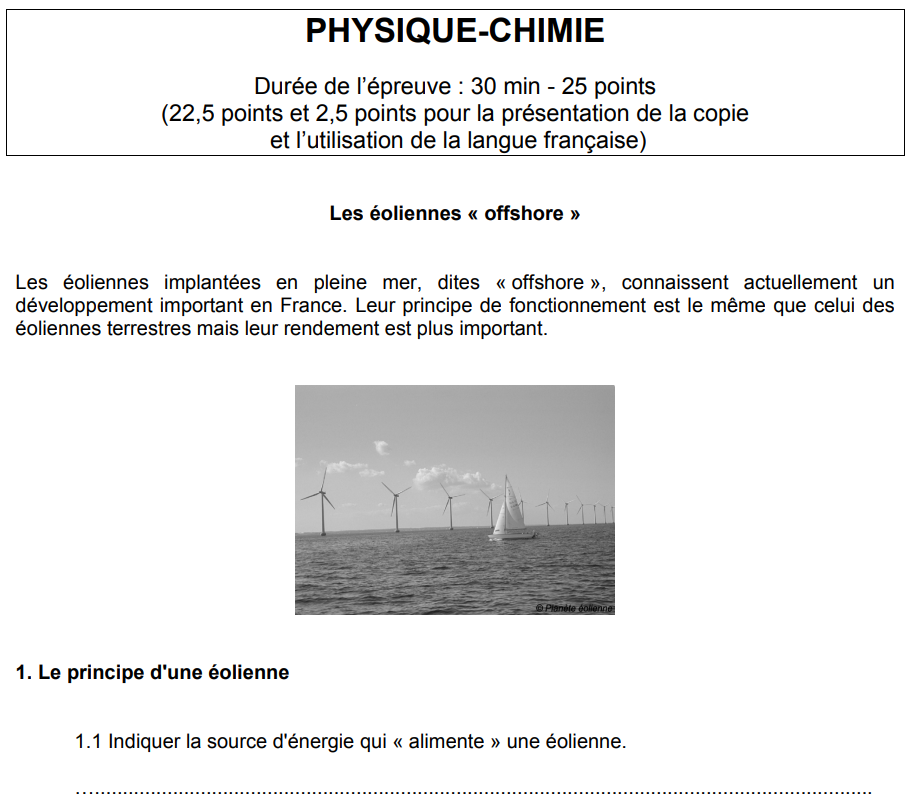 PHYSIQUE-CHIMIE
Durée de l'épreuve : 30 min - 25 points
(22,5 points et 2,5 points pour la présentation de la copie
et l'utilisation de la langue française)
Les éoliennes « offshore »
Les éoliennes implantées en pleine mer, dites « offshore », connaissent actuellement un
développement important en France. Leur principe de fonctionnement est le même que celui des
éoliennes terrestres mais leur rendement est plus important.
© Planète éolienne
1. Le principe d'une éolienne
1.1 Indiquer la source d'énergie qui « alimente » une éolienne.
…............................................................................................................................................